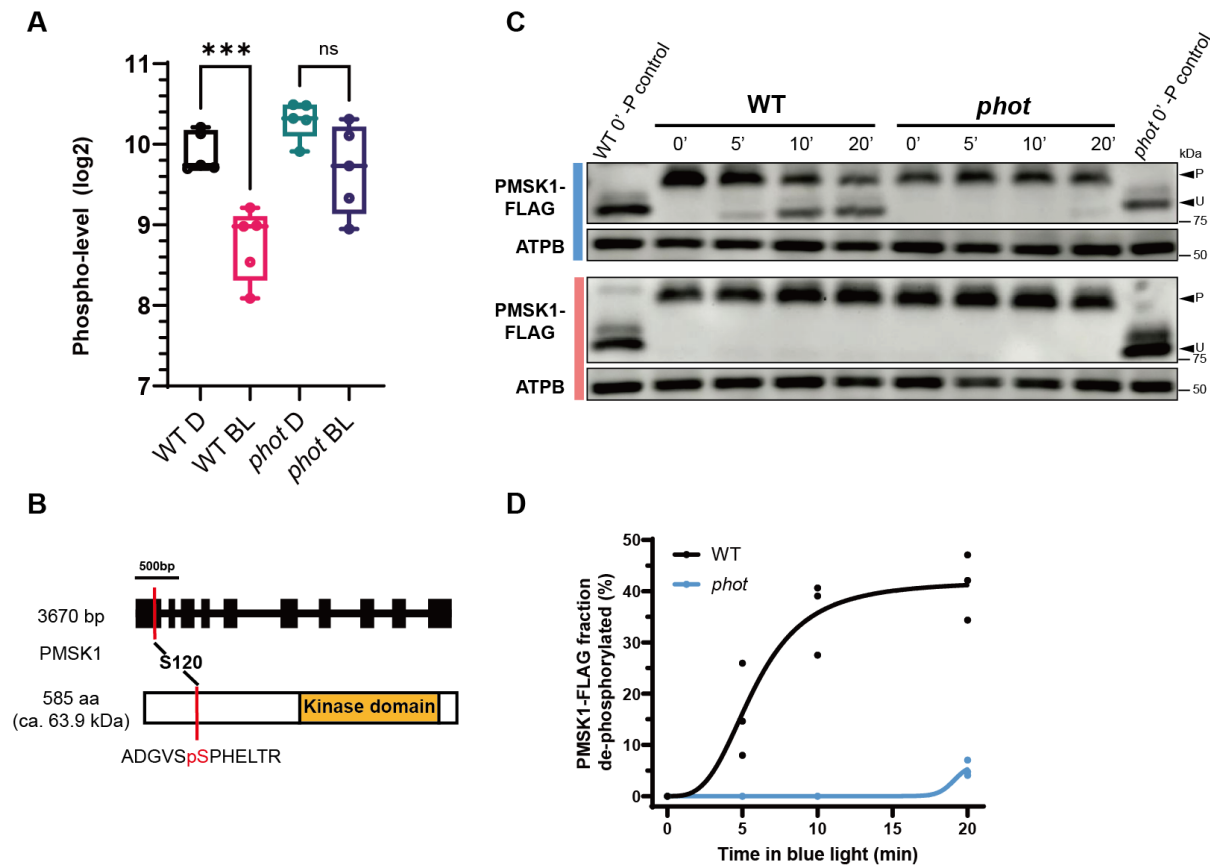 A
***
ns
11
10
9
8
7
Phospho-level (log2)
WT D
WT BL
phot D
phot BL
B
500bp
3670 bp
PMSK1
S120
585 aa
(ca. 63.9 kDa)
Kinase domain
ADGVSpSPHELTR
C
WT 0' -P control
WT
phot
phot 0' -P control
0' 5' 10' 20' 0' 5' 10' 20'
kDa
PMSK1-
FLAG
P
U
75
ATPB
50
PMSK1-
FLAG
P
U
75
ATPB
50
D
50
40
30
20
10
0
PMSK1-FLAG fraction
de-phosphorylated (%)
WT
phot
0 5 10 15 20
Time in blue light (min)